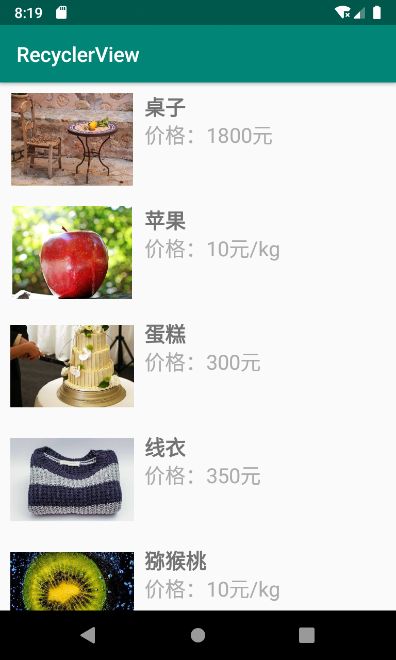 8:19
RecyclerView
桌子
价格：1800元
苹果
价格：10元/kg
蛋糕
价格：300元
线衣
价格：350元
猕猴桃
价格：10元/kg